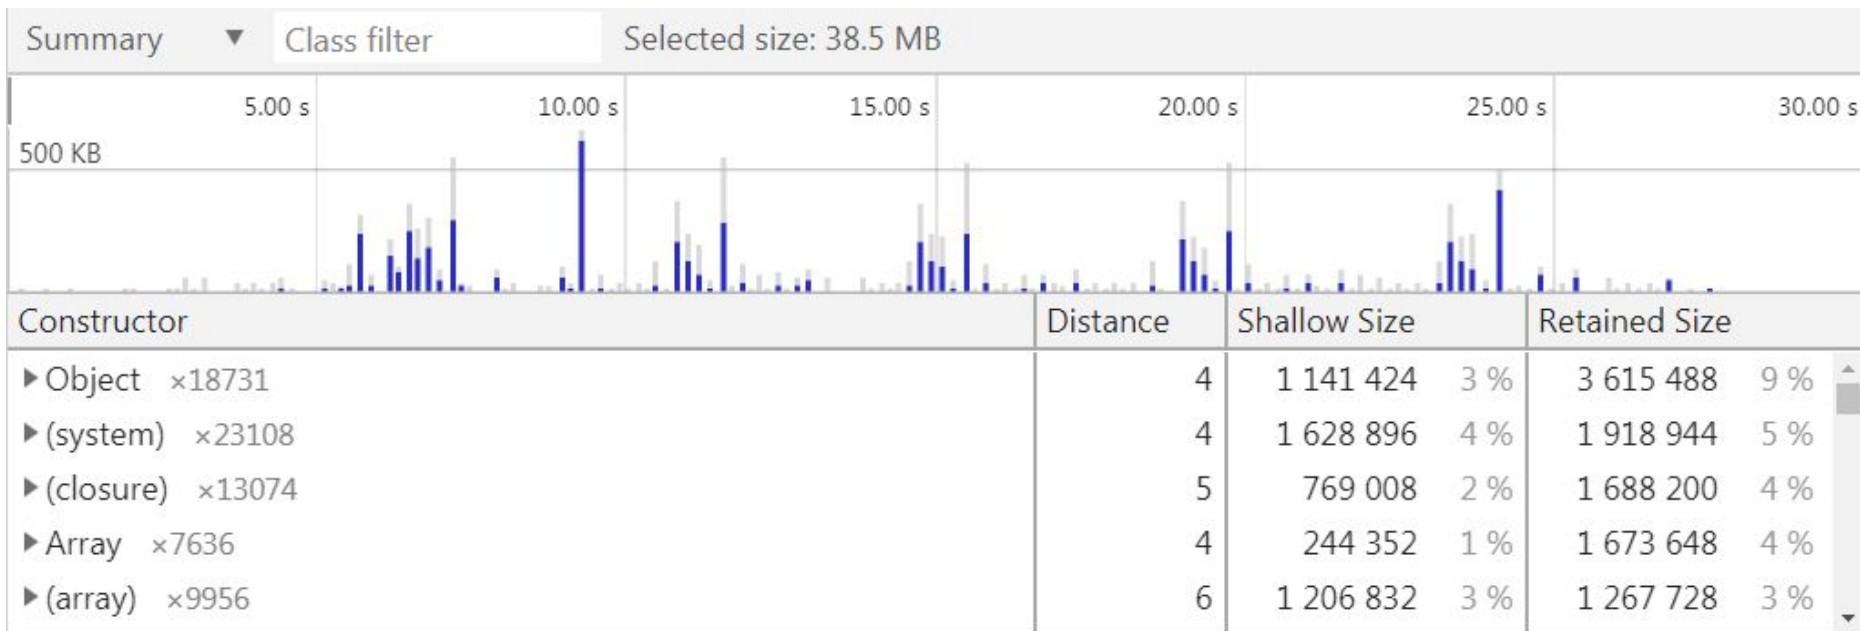 Summary ▼ Class filter Selected size: 38.5 MB
5.00 s 10.00 s 15.00 s 20.00 s 25.00 s 30.00 s
500 KB
Constructor Distance Shallow Size Retained Size
Object ×18731 4 1 141 424 3 % 3 615 488 9 %
(system) ×23108 4 1 628 896 4 % 1 918 944 5 %
(closure) ×13074 5 769 008 2 % 1 688 200 4 %
Array ×7636 4 244 352 1 % 1 673 648 4 %
(array) ×9956 6 1 206 832 3 % 1 267 728 3 %